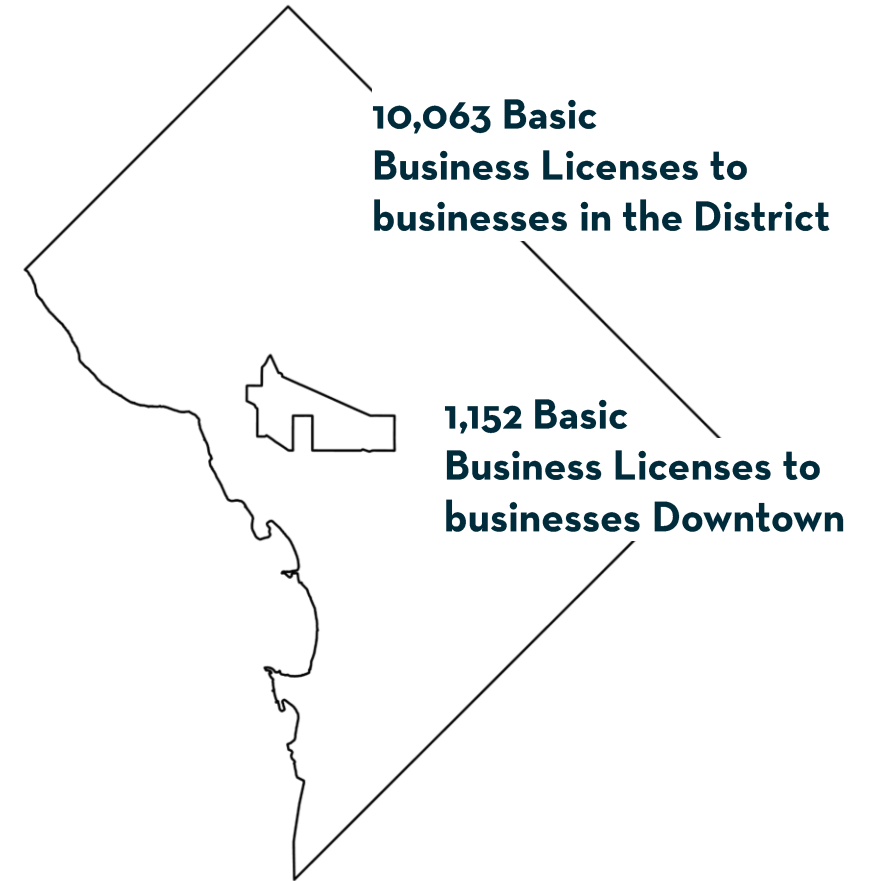 10,063 Basic
Business Licenses to
businesses in the District
1,152 Basic
Business Licenses to
businesses Downtown